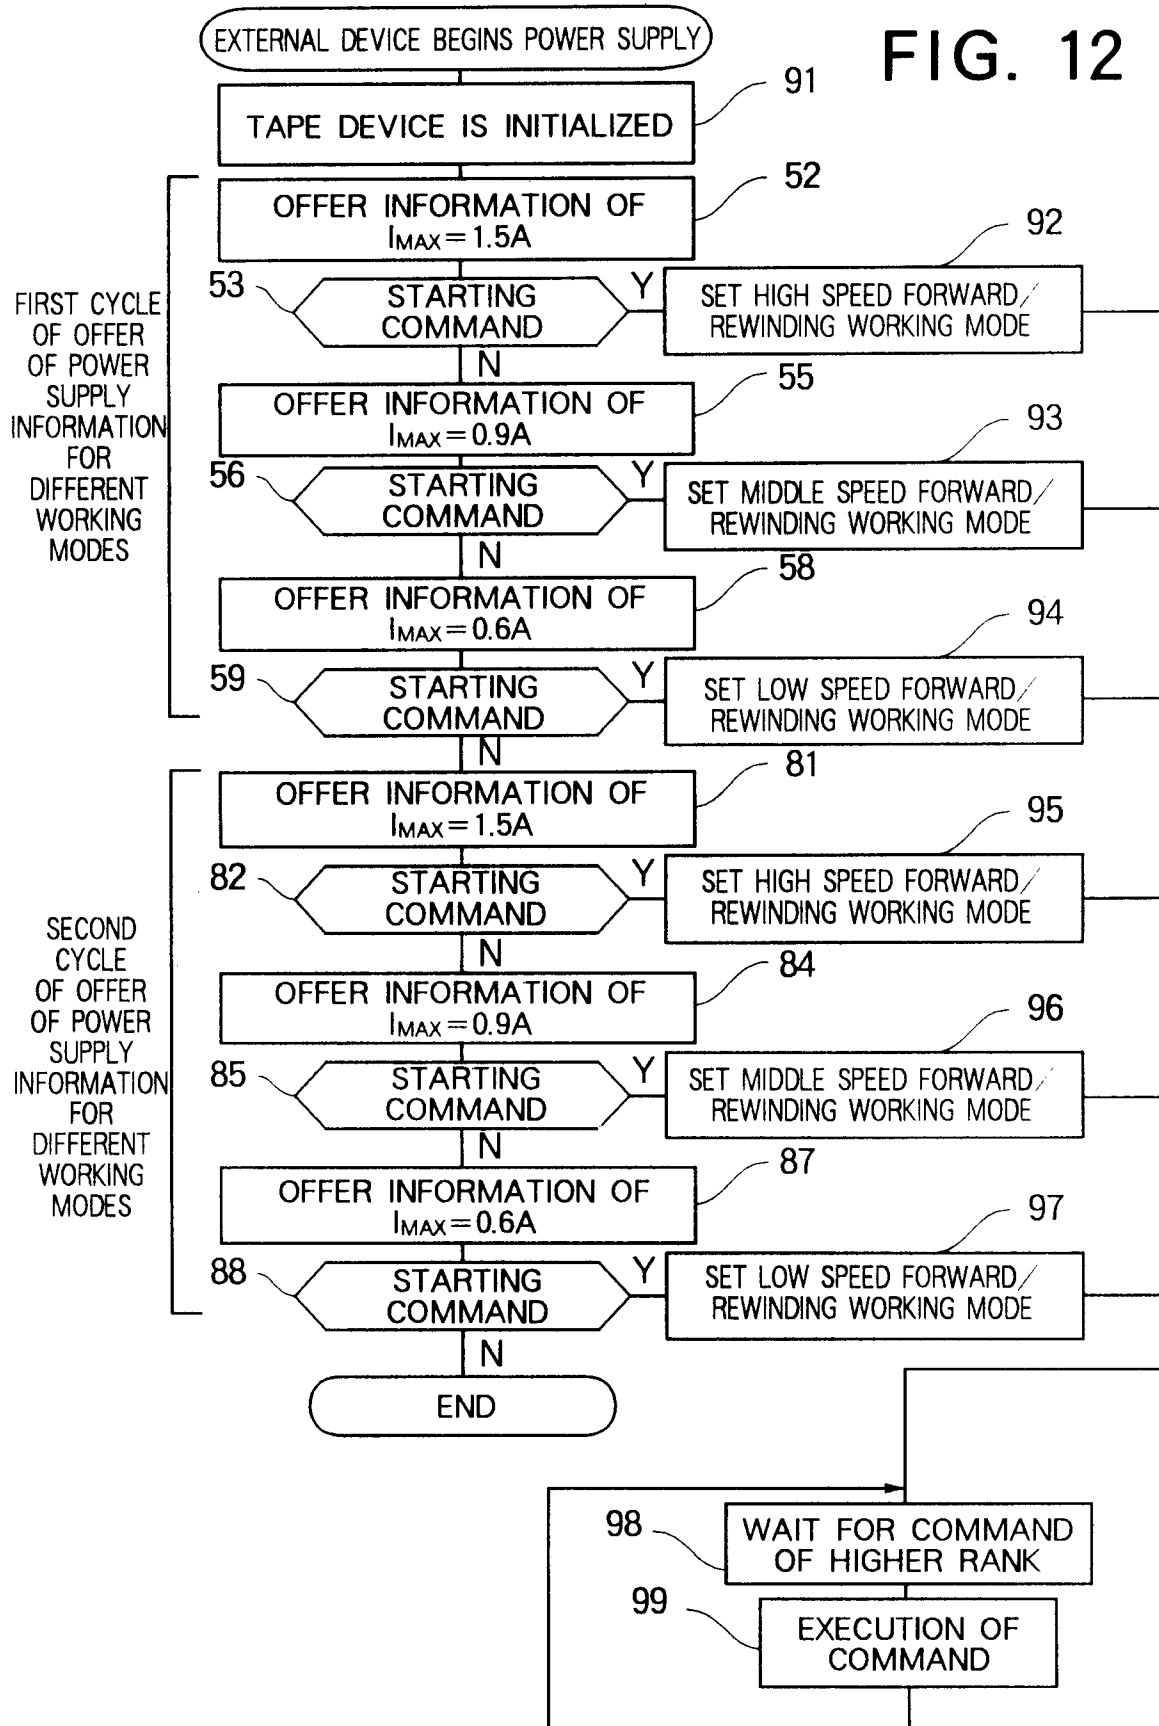 EXTERNAL DEVICE BEGINS POWER SUPPLY
FIG. 12
91
TAPE DEVICE IS INITIALIZED
52
OFFER INFORMATION OF
IMAX=1.5A
92
53
STARTING
COMMAND
Y
SET HIGH SPEED FORWARD/
REWINDING WORKING MODE
N
FIRST CYCLE
OF OFFER
OF POWER
SUPPLY
INFORMATION
FOR
DIFFERENT
WORKING
MODES
55
OFFER INFORMATION OF
IMAX=0.9A
93
56
STARTING
COMMAND
Y
SET MIDDLE SPEED FORWARD/
REWINDING WORKING MODE
N
58
OFFER INFORMATION OF
IMAX=0.6A
94
59
STARTING
COMMAND
Y
SET LOW SPEED FORWARD/
REWINDING WORKING MODE
N
81
OFFER INFORMATION OF
IMAX=1.5A
95
82
STARTING
COMMAND
Y
SET HIGH SPEED FORWARD/
REWINDING WORKING MODE
N
SECOND
CYCLE
OF OFFER
OF POWER
SUPPLY
INFORMATION
FOR
DIFFERENT
WORKING
MODES
84
OFFER INFORMATION OF
IMAX=0.9A
96
85
STARTING
COMMAND
Y
SET MIDDLE SPEED FORWARD/
REWINDING WORKING MODE
N
87
OFFER INFORMATION OF
IMAX=0.6A
97
88
STARTING
COMMAND
Y
SET LOW SPEED FORWARD/
REWINDING WORKING MODE
N
END
98
WAIT FOR COMMAND
OF HIGHER RANK
99
EXECUTION OF
COMMAND